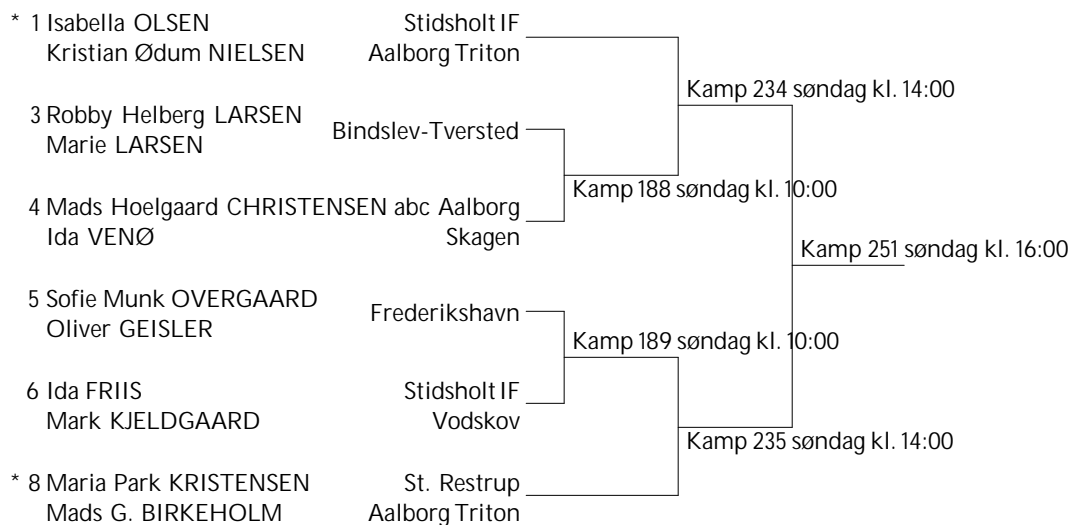 * 1 Isabella OLSEN Stidsholt IF
Kristian Ødum NIELSEN Aalborg Triton
Kamp 234 søndag kl. 14:00
3 Robby Helberg LARSEN
Bindslev-Tversted
Marie LARSEN
Kamp 188 søndag kl. 10:00
4 Mads Hoelgaard CHRISTENSEN abc Aalborg
Ida VENØ Skagen
Kamp 251 søndag kl. 16:00
5 Sofie Munk OVERGAARD
Frederikshavn
Oliver GEISLER
Kamp 189 søndag kl. 10:00
6 Ida FRIIS Stidsholt IF
Mark KJELDGAARD Vodskov
Kamp 235 søndag kl. 14:00
* 8 Maria Park KRISTENSEN St. Restrup
Mads G. BIRKEHOLM Aalborg Triton